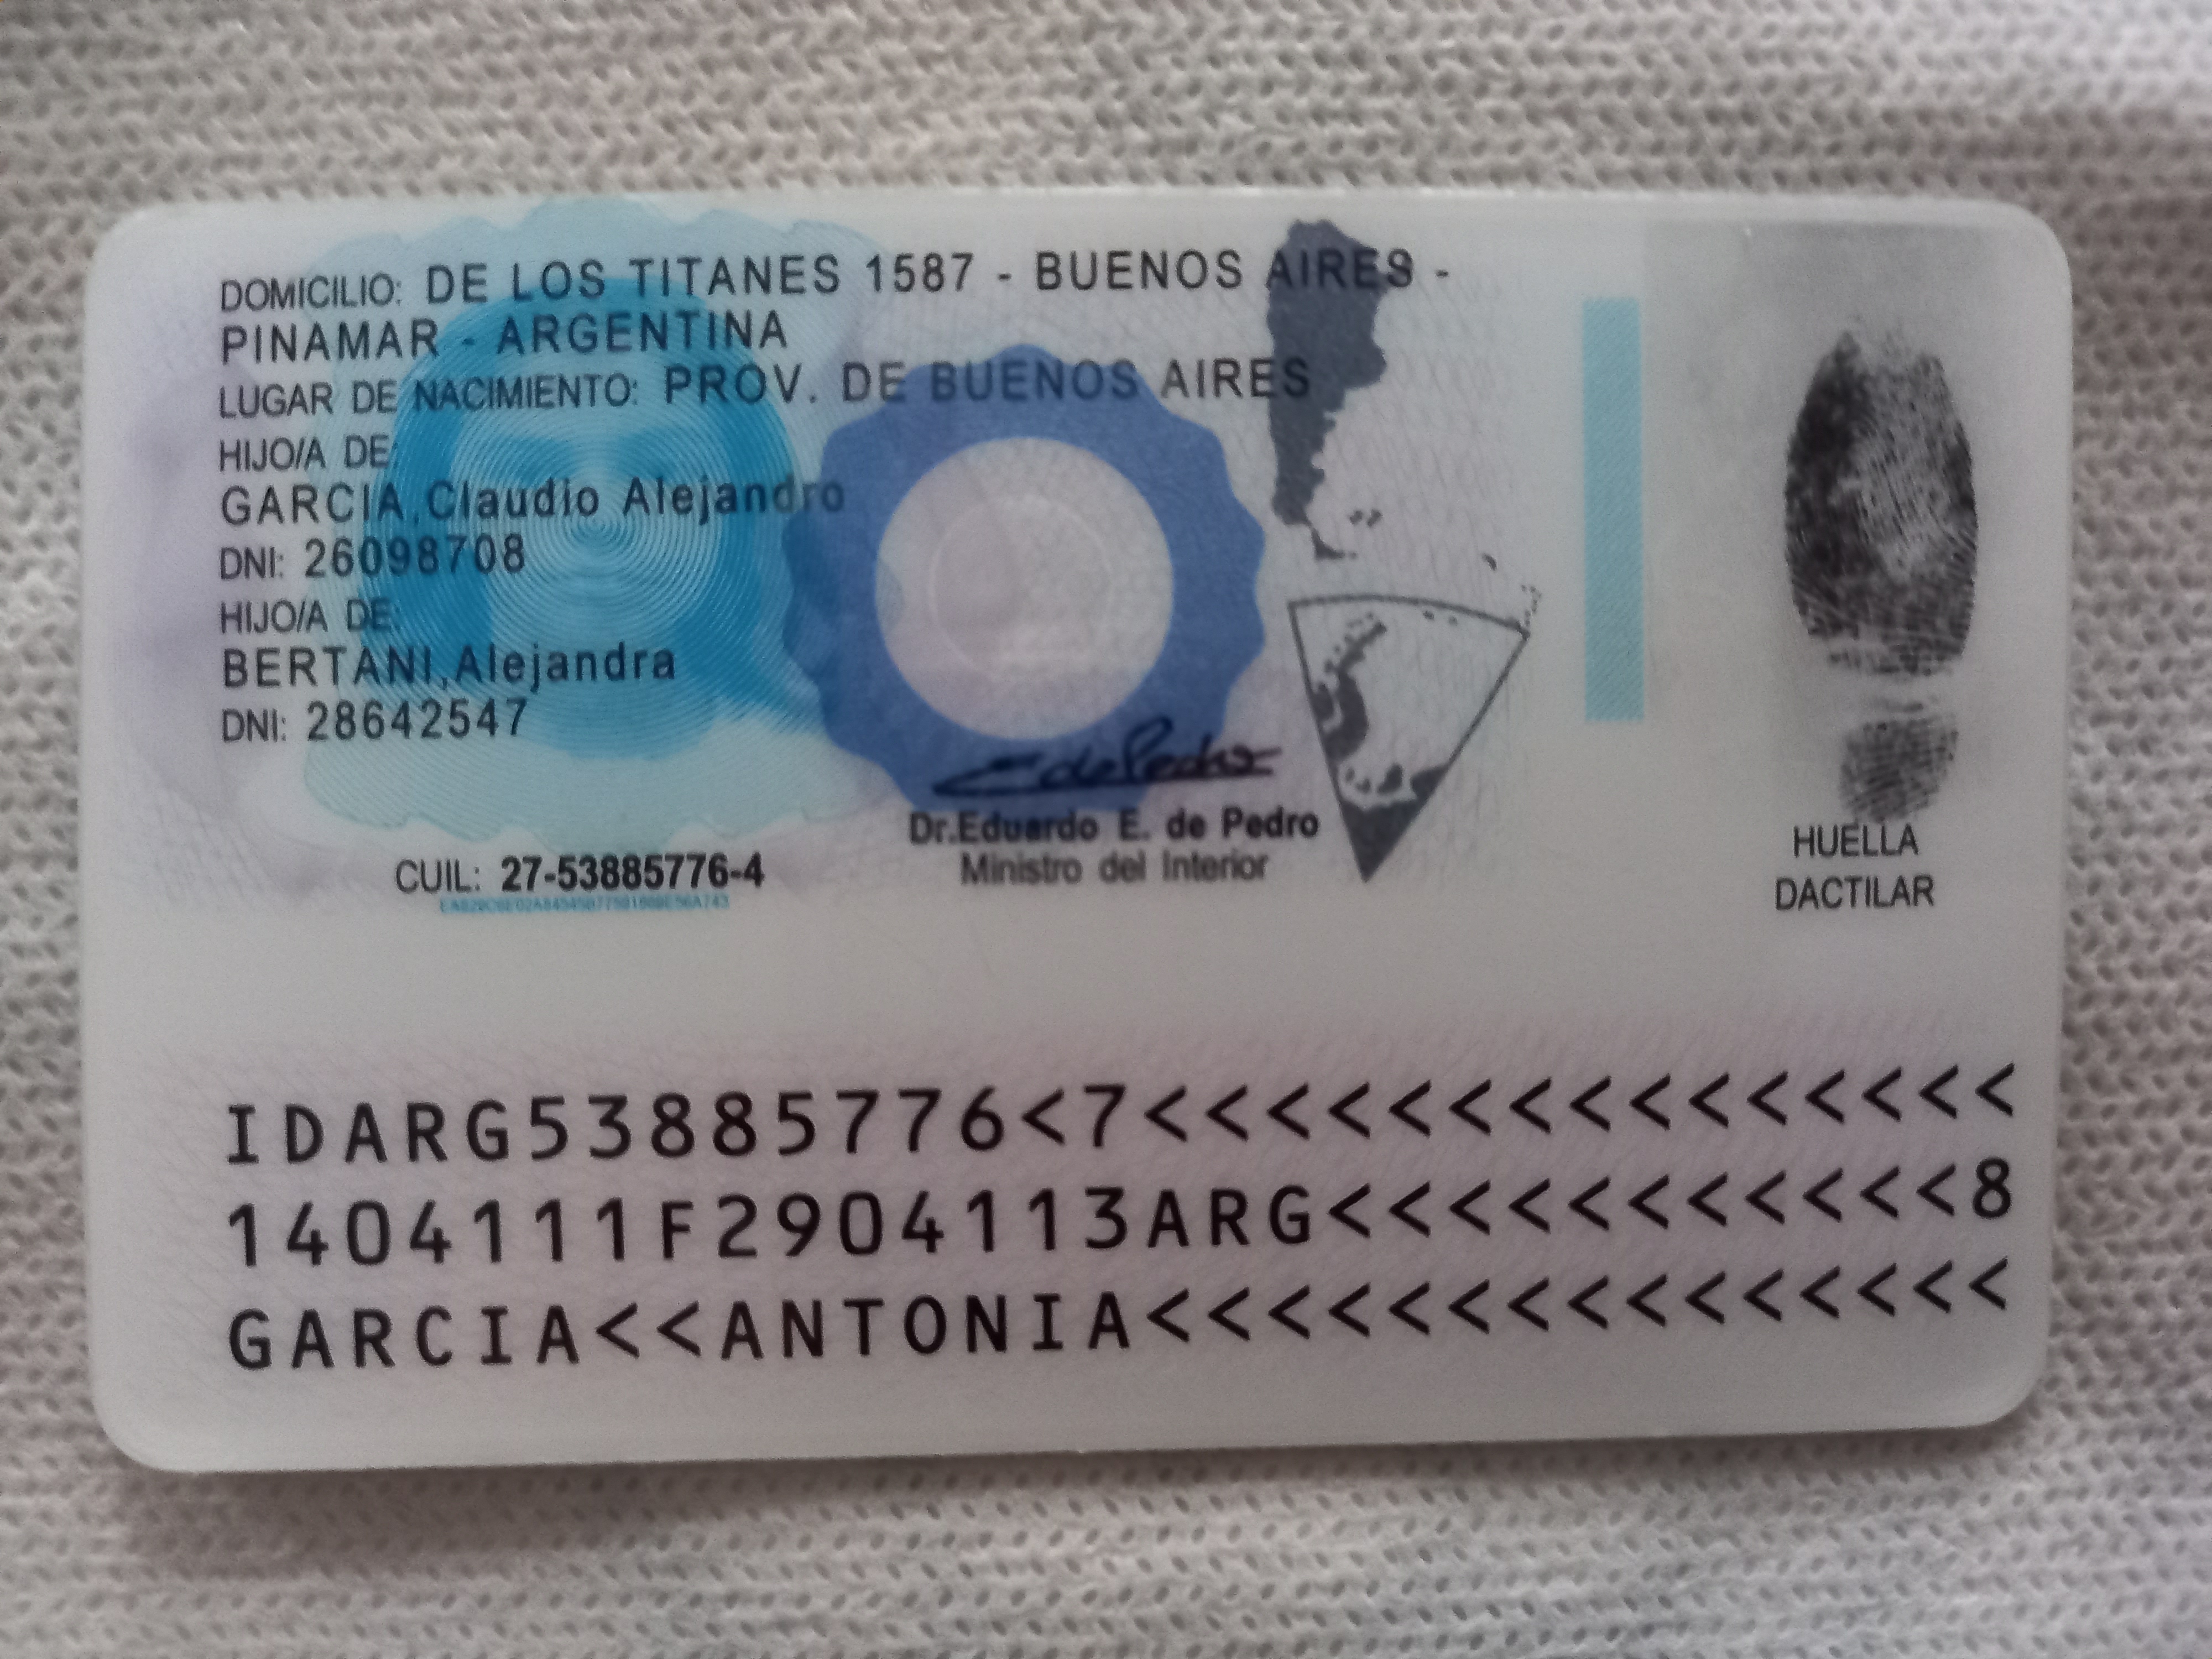 DOMICILIO: DE LOS TITANES 1587 - BUENOS AIRES -
PINAMAR - ARGENTINA
LUGAR DE NACIMIENTO: PROV. DE BUENOS AIRES
HIJO/A DE:
GARCIA,Claudio Alejandro
DNI: 26098708
HIJO/A DE:
BERTANI,Alejandra
DNI: 28642547
E de Pedro
Dr.Eduardo E. de Pedro
Ministro del Interior
CUIL: 27-53885776-4
HUELLA
DACTILAR
IDARG53885776<7<<<<<<<<<<<<<<<
1404111F2904113ARG<<<<<<<<<<<8
GARCIA<<ANTONIA<<<<<<<<<<<<<<<